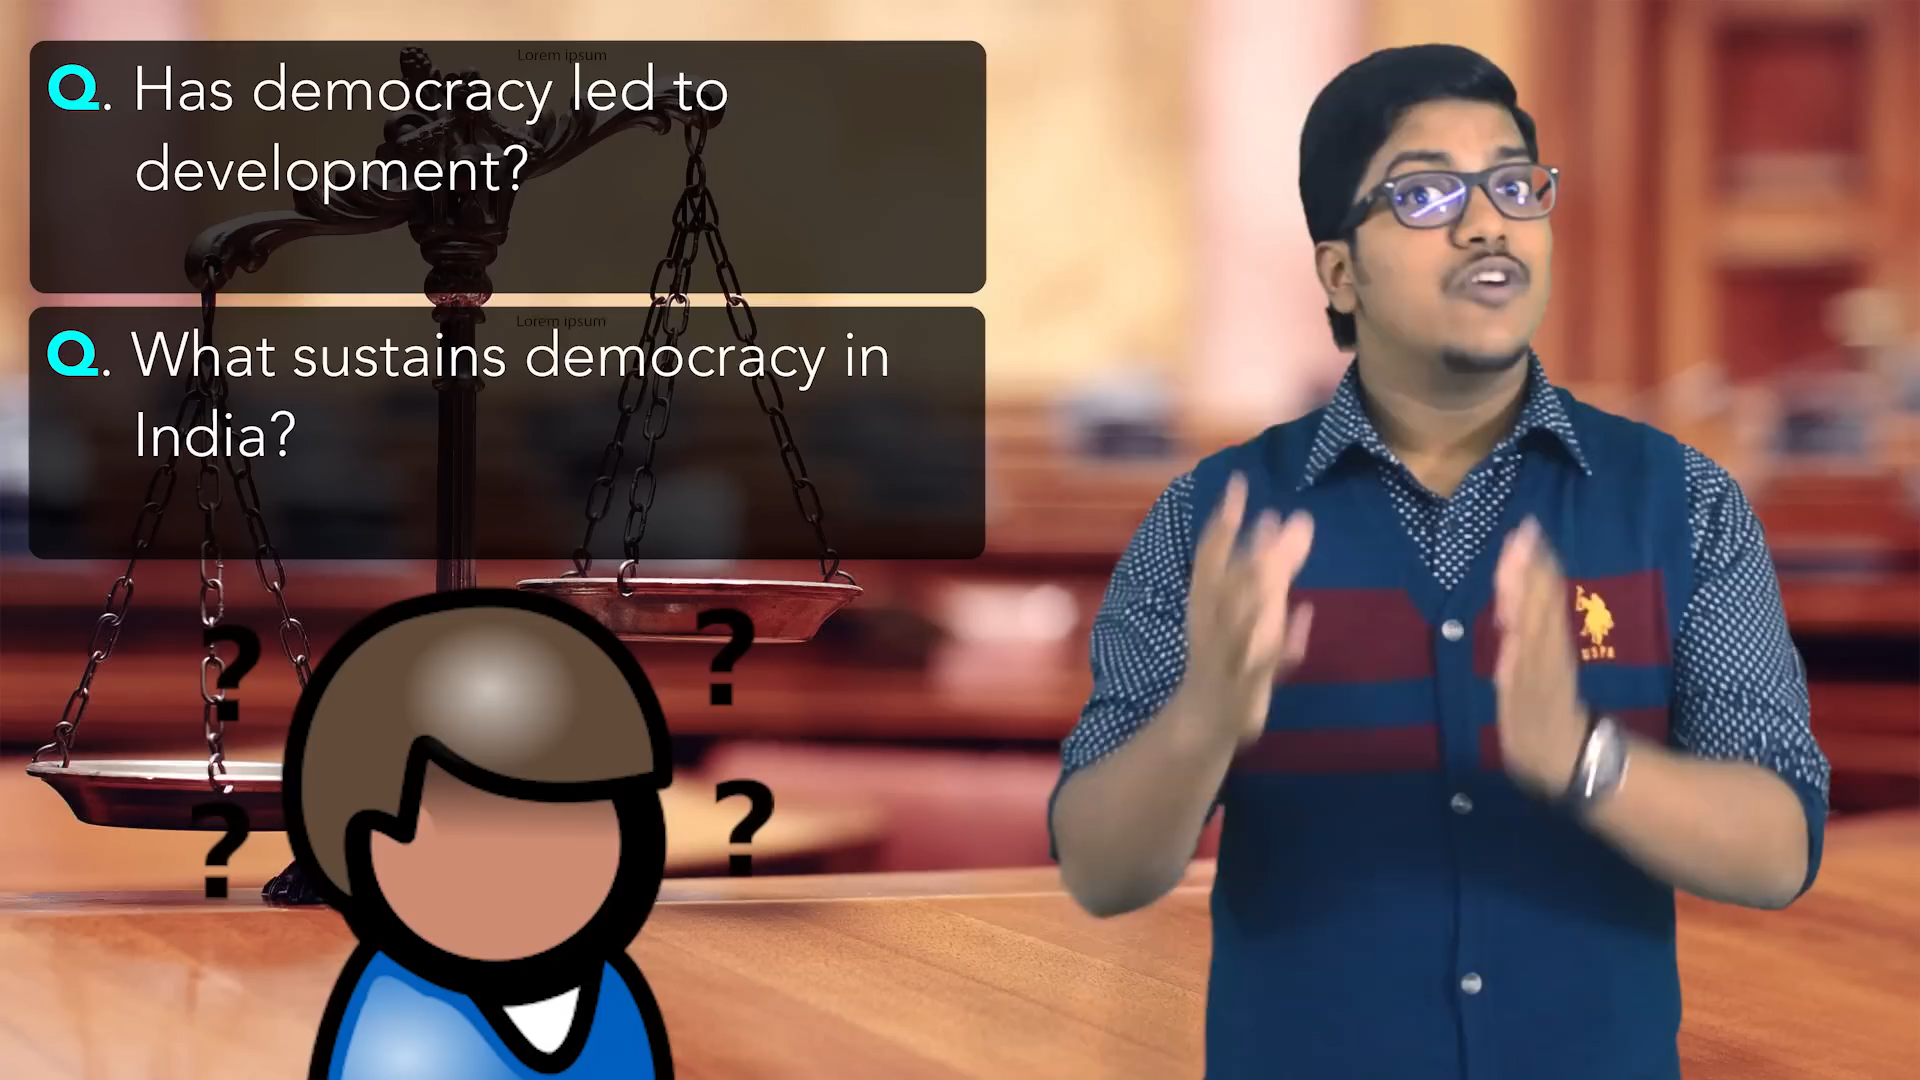 Lorem ipsum
Q. Has democracy led to
development?
Lorem ipsum
Q. What sustains democracy in
India?
? ?
? ?
USPA